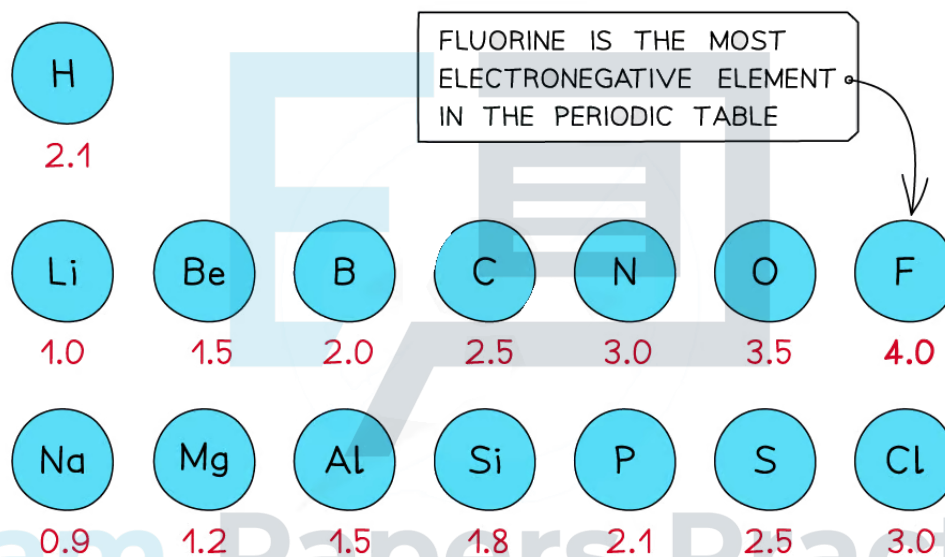 FLUORINE IS THE MOST
ELECTRONEGATIVE ELEMENT
IN THE PERIODIC TABLE
H
2.1
Li Be B C N O F
1.0 1.5 2.0 2.5 3.0 3.5 4.0
Na Mg Al Si P S Cl
0.9 1.2 1.5 1.8 2.1 2.5 3.0